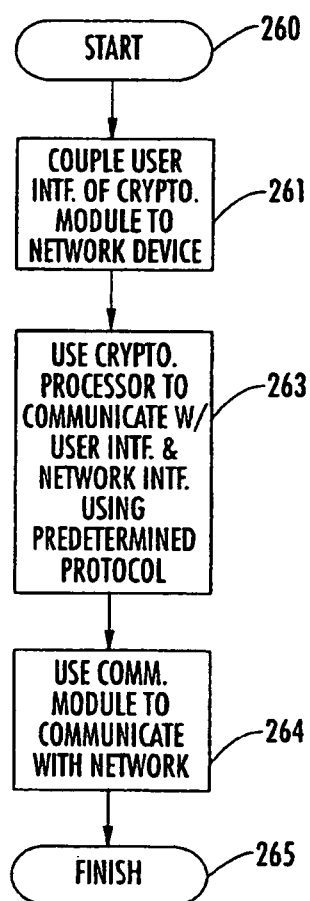 START
260
COUPLE USER
INTF. OF CRYPTO.
MODULE TO
NETWORK DEVICE
261
USE CRYPTO.
PROCESSOR TO
COMMUNICATE W/
USER INTF. &
NETWORK INTF.
USING
PREDETERMINED
PROTOCOL
263
USE COMM.
MODULE TO
COMMUNICATE
WITH NETWORK
264
FINISH
265